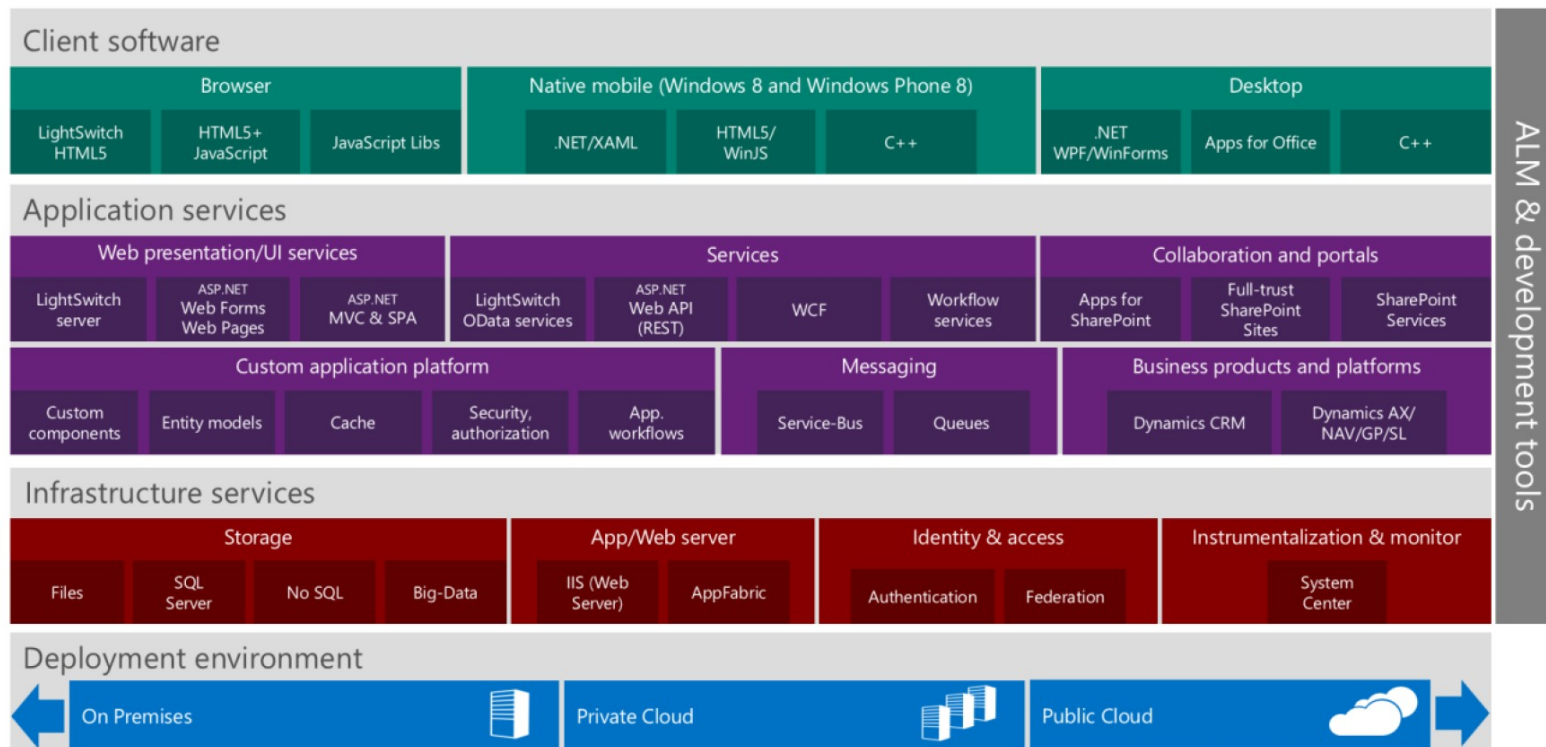 Client software
Browser
Native mobile (Windows 8 and Windows Phone 8)
Desktop
LightSwitch
HTML5
HTML5+
JavaScript
JavaScript Libs
.NET/XAML
HTML5/
WinJS
C++
.NET
WPF/WinForms
Apps for Office
C++
Application services
Web presentation/UI services
Services
Collaboration and portals
LightSwitch
server
ASP.NET
Web Forms
Web Pages
ASP.NET
MVC & SPA
LightSwitch
OData services
ASP.NET
Web API
(REST)
WCF
Workflow
services
Apps for
SharePoint
Full-trust
SharePoint
Sites
SharePoint
Services
Custom application platform
Messaging
Business products and platforms
Custom
components
Entity models
Cache
Security,
authorization
App.
workflows
Service-Bus
Queues
Dynamics CRM
Dynamics AX/
NAV/GP/SL
Infrastructure services
Storage
App/Web server
Identity & access
Instrumentalization & monitor
Files
SQL
Server
No SQL
Big-Data
IIS (Web
Server)
AppFabric
Authentication
Federation
System
Center
Deployment environment
On Premises
Private Cloud
Public Cloud
ALM & development tools